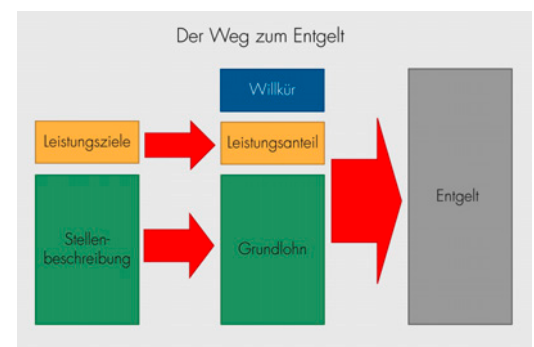 Der Weg zum Entgelt
Willkür
Leistungsziele
Leistungsanteil
Stellen-
beschreibung
Grundlohn
Entgelt